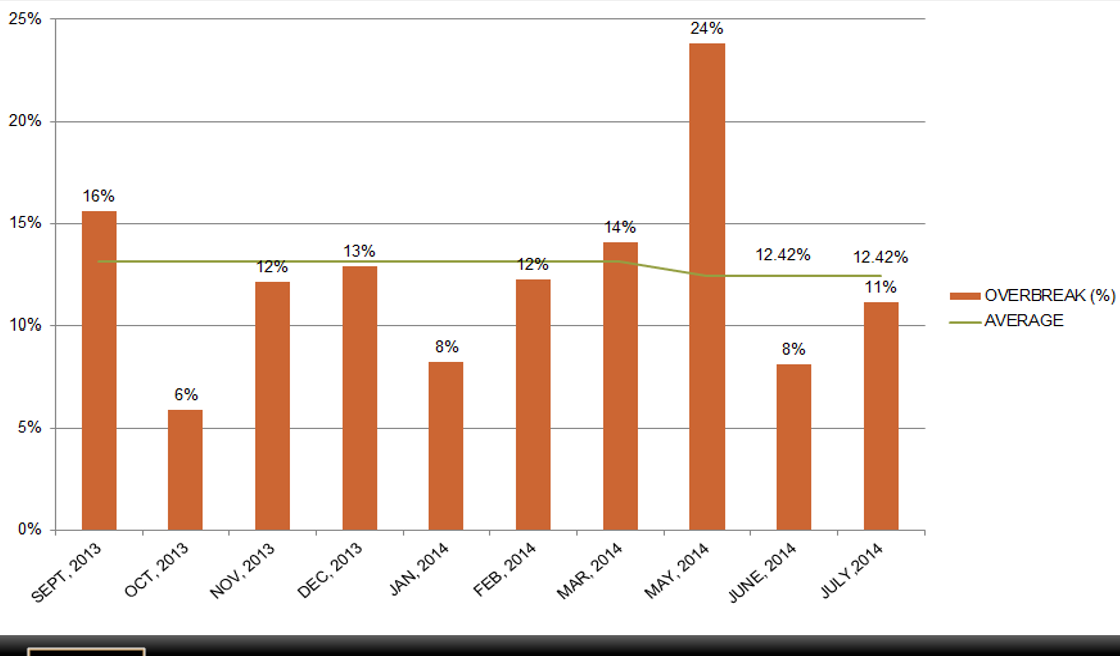 25%
24%
20%
16%
15%
14%
13%
12%
12%
12.42%
12.42%
11%
10%
8%
8%
6%
5%
0%
OVERBREAK (%)
AVERAGE
SEPT, 2013
OCT, 2013
NOV, 2013
DEC, 2013
JAN, 2014
FEB, 2014
MAR, 2014
MAY, 2014
JUNE, 2014
JULY,2014